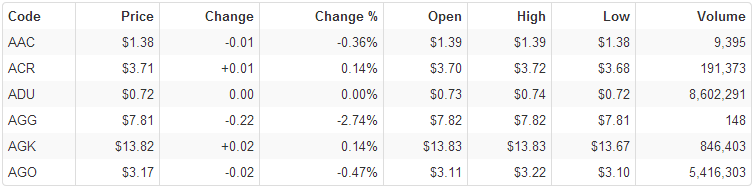 Code Price Change Change % Open High Low Volume
AAC $1.38 -0.01 -0.36% $1.39 $1.39 $1.38 9,395
ACR $3.71 +0.01 0.14% $3.70 $3.72 $3.68 191,373
ADU $0.72 0.00 0.00% $0.73 $0.74 $0.72 8,602,291
AGG $7.81 -0.22 -2.74% $7.82 $7.82 $7.81 148
AGK $13.82 +0.02 0.14% $13.83 $13.83 $13.67 846,403
AGO $3.17 -0.02 -0.47% $3.11 $3.22 $3.10 5,416,303